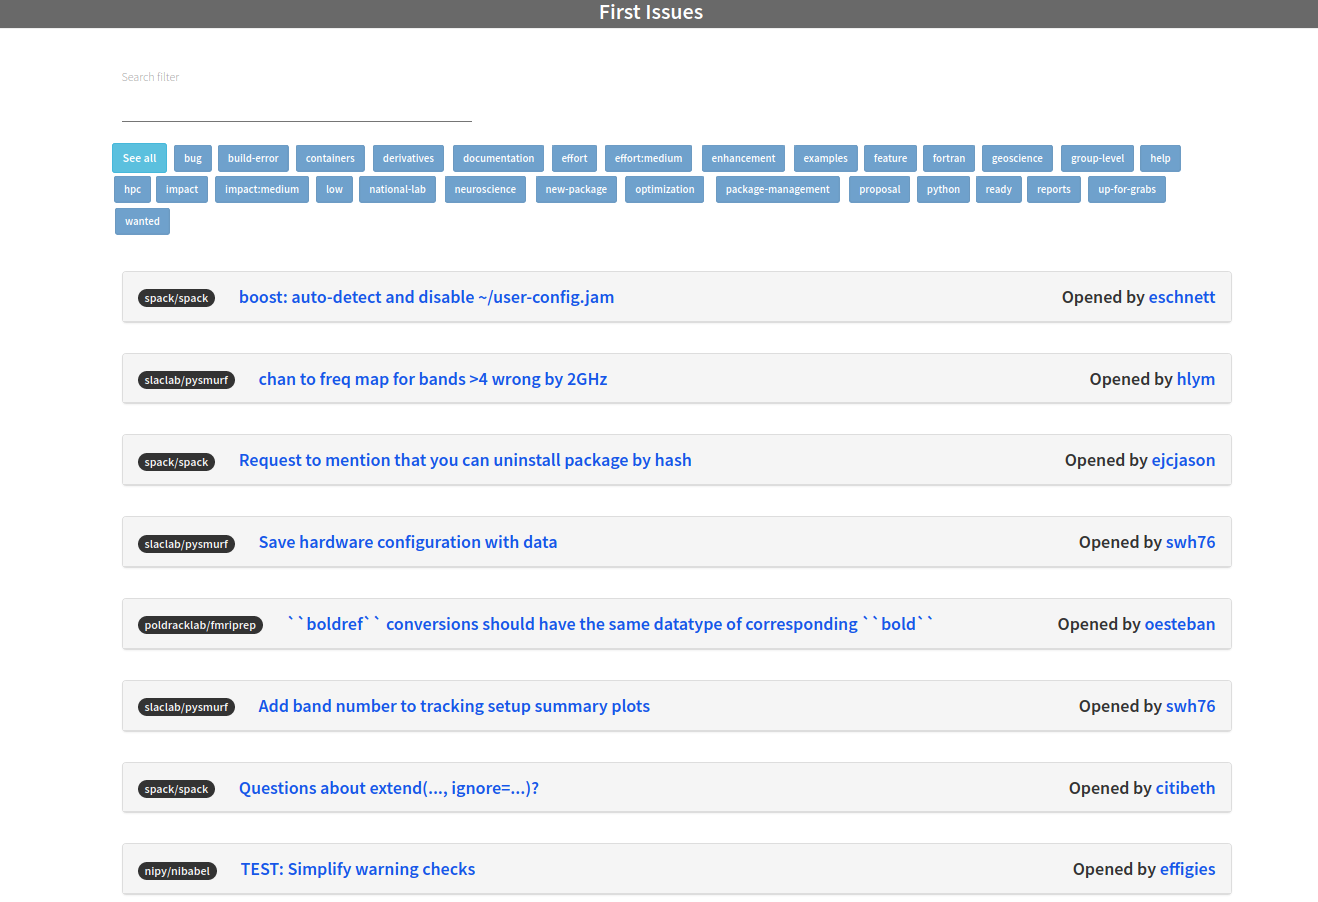 First Issues
Search filter
See all bug build-error containers derivatives documentation effort effort:medium enhancement examples feature fortran geoscience group-level help
hpc impact impact:medium low national-lab neuroscience new-package optimization package-management proposal python ready reports up-for-grabs
wanted
spack/spack boost: auto-detect and disable ~/user-config.jam Opened by eschnett
slaclab/pysmurf chan to freq map for bands >4 wrong by 2GHz Opened by hlym
spack/spack Request to mention that you can uninstall package by hash Opened by ejcjason
slaclab/pysmurf Save hardware configuration with data Opened by swh76
poldracklab/fmriprep ``boldref`` conversions should have the same datatype of corresponding ``bold`` Opened by oesteban
slaclab/pysmurf Add band number to tracking setup summary plots Opened by swh76
spack/spack Questions about extend(..., ignore=...)? Opened by citibeth
nipy/nibabel TEST: Simplify warning checks Opened by effigies